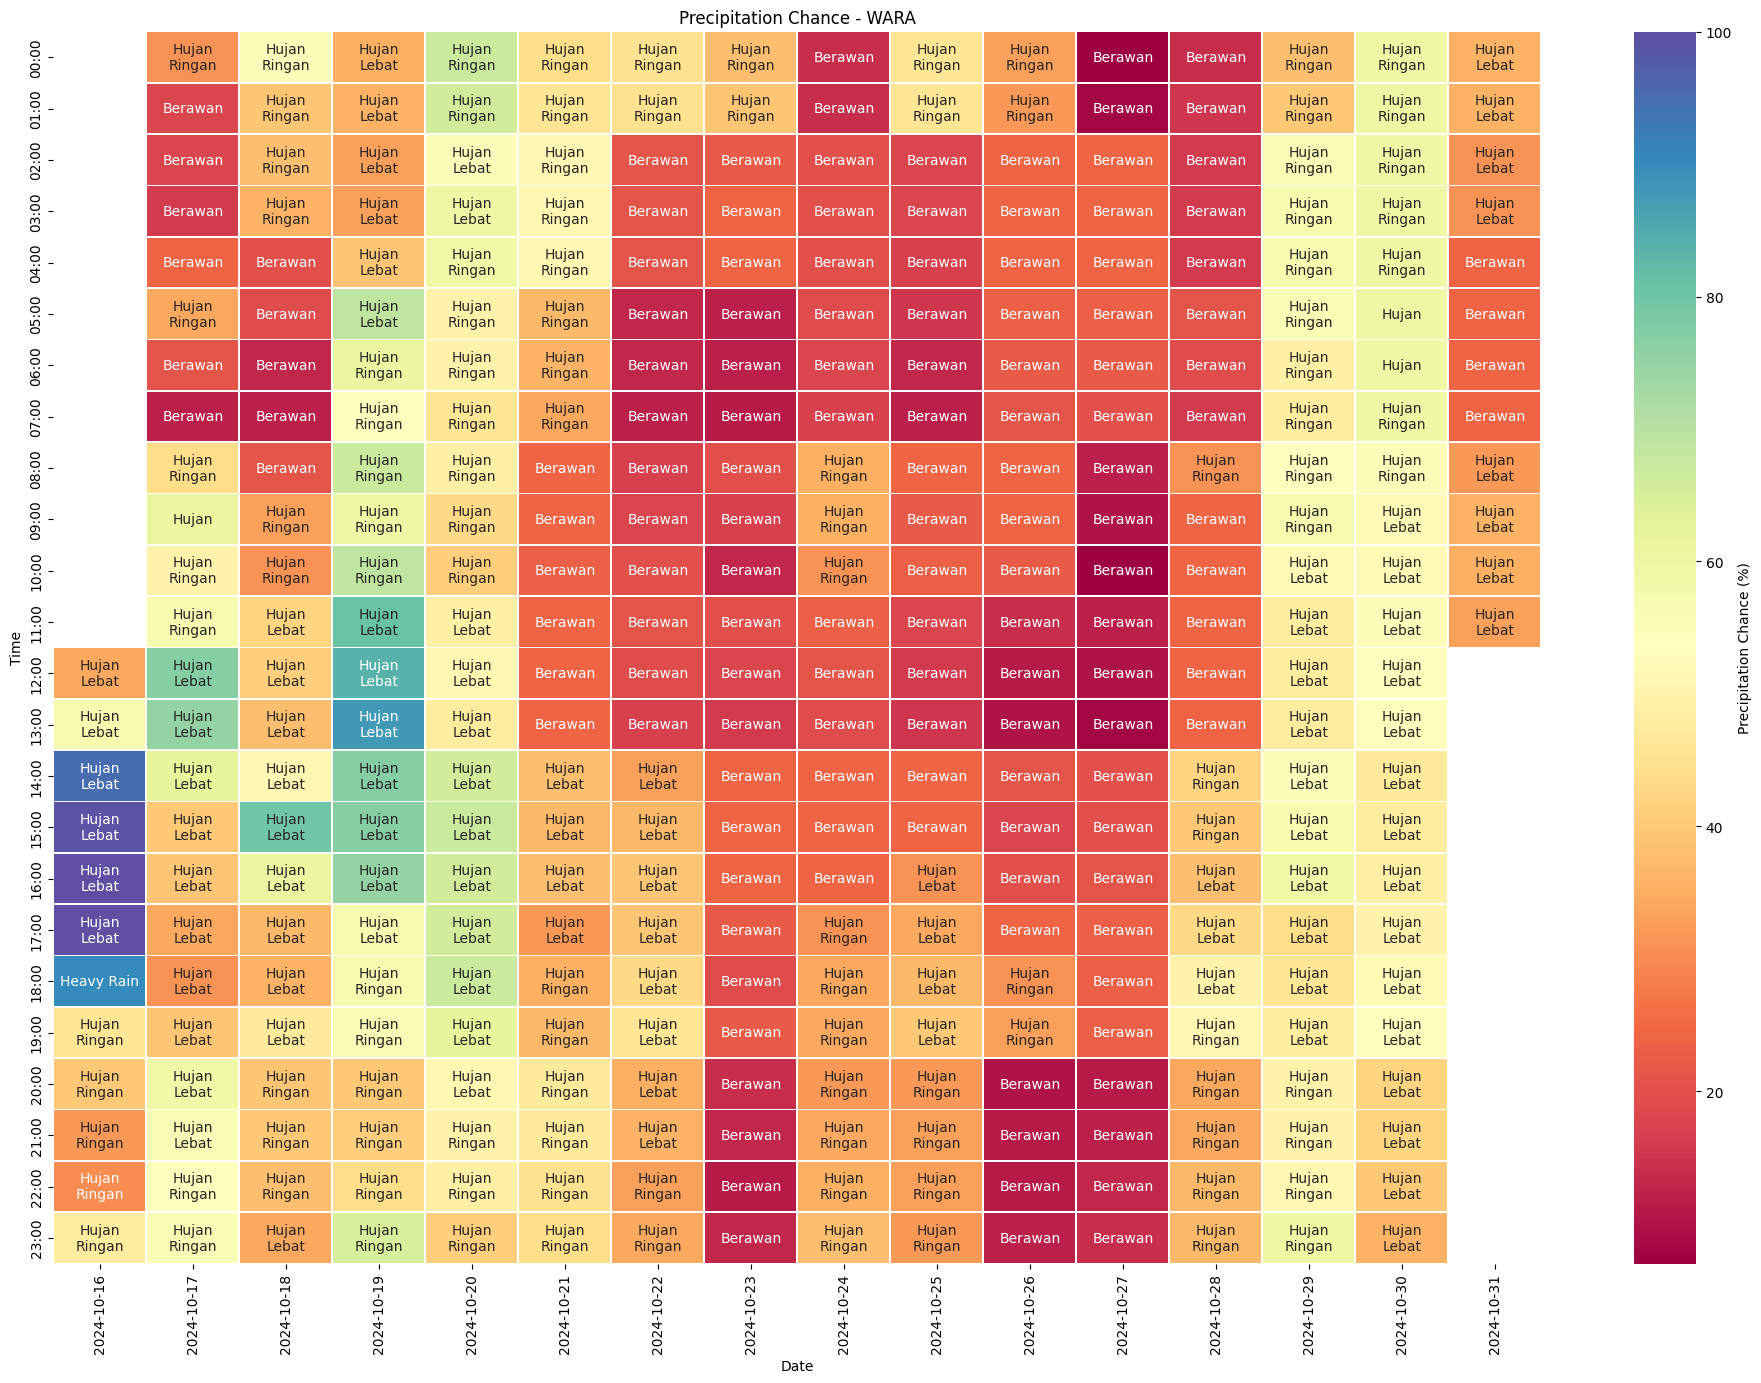 Precipitation Chance - WARA
00:00 Hujan Ringan Hujan Ringan Hujan Lebat Hujan Ringan Hujan Ringan Hujan Ringan Hujan Ringan Berawan Hujan Ringan Hujan Ringan Berawan Berawan Hujan Ringan Hujan Ringan Hujan Lebat
01:00 Berawan Hujan Ringan Hujan Lebat Hujan Ringan Hujan Ringan Hujan Ringan Hujan Ringan Berawan Hujan Ringan Hujan Ringan Berawan Berawan Hujan Ringan Hujan Ringan Hujan Lebat
02:00 Berawan Hujan Ringan Hujan Lebat Hujan Lebat Hujan Ringan Berawan Berawan Berawan Berawan Berawan Berawan Berawan Hujan Ringan Hujan Ringan Hujan Lebat
03:00 Berawan Hujan Ringan Hujan Lebat Hujan Lebat Hujan Ringan Berawan Berawan Berawan Berawan Berawan Berawan Berawan Hujan Ringan Hujan Ringan Hujan Lebat
04:00 Berawan Berawan Hujan Lebat Hujan Ringan Hujan Ringan Berawan Berawan Berawan Berawan Berawan Berawan Berawan Hujan Ringan Hujan Ringan Berawan
05:00 Hujan Ringan Berawan Hujan Lebat Hujan Ringan Hujan Ringan Berawan Berawan Berawan Berawan Berawan Berawan Berawan Hujan Ringan Hujan Berawan
06:00 Berawan Berawan Hujan Ringan Hujan Ringan Hujan Ringan Berawan Berawan Berawan Berawan Berawan Berawan Berawan Hujan Ringan Hujan Berawan
07:00 Berawan Berawan Hujan Ringan Hujan Ringan Hujan Ringan Berawan Berawan Berawan Berawan Berawan Berawan Berawan Hujan Ringan Hujan Ringan Berawan
08:00 Hujan Ringan Berawan Hujan Ringan Hujan Ringan Berawan Berawan Berawan Hujan Ringan Berawan Berawan Berawan Hujan Ringan Hujan Ringan Hujan Ringan Hujan Lebat
09:00 Hujan Hujan Ringan Hujan Ringan Hujan Ringan Berawan Berawan Berawan Hujan Ringan Berawan Berawan Berawan Berawan Hujan Ringan Hujan Lebat Hujan Lebat
10:00 Hujan Ringan Hujan Ringan Hujan Ringan Hujan Ringan Berawan Berawan Berawan Hujan Ringan Berawan Berawan Berawan Berawan Hujan Lebat Hujan Lebat Hujan Lebat
11:00 Hujan Ringan Hujan Lebat Hujan Lebat Hujan Lebat Berawan Berawan Berawan Berawan Berawan Berawan Berawan Berawan Hujan Lebat Hujan Lebat Hujan Lebat
12:00 Hujan Lebat Hujan Lebat Hujan Lebat Hujan Lebat Hujan Lebat Berawan Berawan Berawan Berawan Berawan Berawan Berawan Berawan Hujan Lebat Hujan Lebat
13:00 Hujan Lebat Hujan Lebat Hujan Lebat Hujan Lebat Hujan Lebat Berawan Berawan Berawan Berawan Berawan Berawan Berawan Berawan Hujan Lebat Hujan Lebat
14:00 Hujan Lebat Hujan Lebat Hujan Lebat Hujan Lebat Hujan Lebat Hujan Lebat Hujan Lebat Berawan Berawan Berawan Berawan Berawan Hujan Ringan Hujan Lebat Hujan Lebat
15:00 Hujan Lebat Hujan Lebat Hujan Lebat Hujan Lebat Hujan Lebat Hujan Lebat Hujan Lebat Berawan Berawan Berawan Berawan Berawan Hujan Ringan Hujan Lebat Hujan Lebat
16:00 Hujan Lebat Hujan Lebat Hujan Lebat Hujan Lebat Hujan Lebat Hujan Lebat Hujan Lebat Berawan Berawan Hujan Lebat Berawan Berawan Hujan Lebat Hujan Lebat Hujan Lebat
17:00 Hujan Lebat Hujan Lebat Hujan Lebat Hujan Lebat Hujan Lebat Hujan Lebat Hujan Lebat Berawan Hujan Ringan Hujan Lebat Berawan Berawan Hujan Lebat Hujan Lebat Hujan Lebat
18:00 Heavy Rain Hujan Lebat Hujan Lebat Hujan Ringan Hujan Lebat Hujan Ringan Hujan Lebat Berawan Hujan Ringan Hujan Lebat Hujan Ringan Berawan Hujan Lebat Hujan Lebat Hujan Lebat
19:00 Hujan Ringan Hujan Lebat Hujan Lebat Hujan Ringan Hujan Lebat Hujan Ringan Hujan Lebat Berawan Hujan Ringan Hujan Lebat Hujan Ringan Berawan Hujan Ringan Hujan Lebat Hujan Lebat
20:00 Hujan Ringan Hujan Lebat Hujan Ringan Hujan Ringan Hujan Lebat Hujan Ringan Hujan Lebat Berawan Hujan Ringan Hujan Ringan Berawan Berawan Hujan Ringan Hujan Ringan Hujan Lebat
21:00 Hujan Ringan Hujan Lebat Hujan Ringan Hujan Ringan Hujan Ringan Hujan Ringan Hujan Lebat Berawan Hujan Ringan Hujan Ringan Berawan Berawan Hujan Ringan Hujan Ringan Hujan Lebat
22:00 Hujan Ringan Hujan Ringan Hujan Ringan Hujan Ringan Hujan Ringan Hujan Ringan Hujan Ringan Berawan Hujan Ringan Hujan Ringan Berawan Berawan Hujan Ringan Hujan Ringan Hujan Lebat
23:00 Hujan Ringan Hujan Ringan Hujan Lebat Hujan Ringan Hujan Ringan Hujan Ringan Hujan Ringan Berawan Hujan Ringan Hujan Ringan Berawan Berawan Hujan Ringan Hujan Ringan Hujan Lebat
Time
2024-10-16 2024-10-17 2024-10-18 2024-10-19 2024-10-20 2024-10-21 2024-10-22 2024-10-23 2024-10-24 2024-10-25 2024-10-26 2024-10-27 2024-10-28 2024-10-29 2024-10-30 2024-10-31
Date
100
80
60
40
20
Precipitation Chance (%)